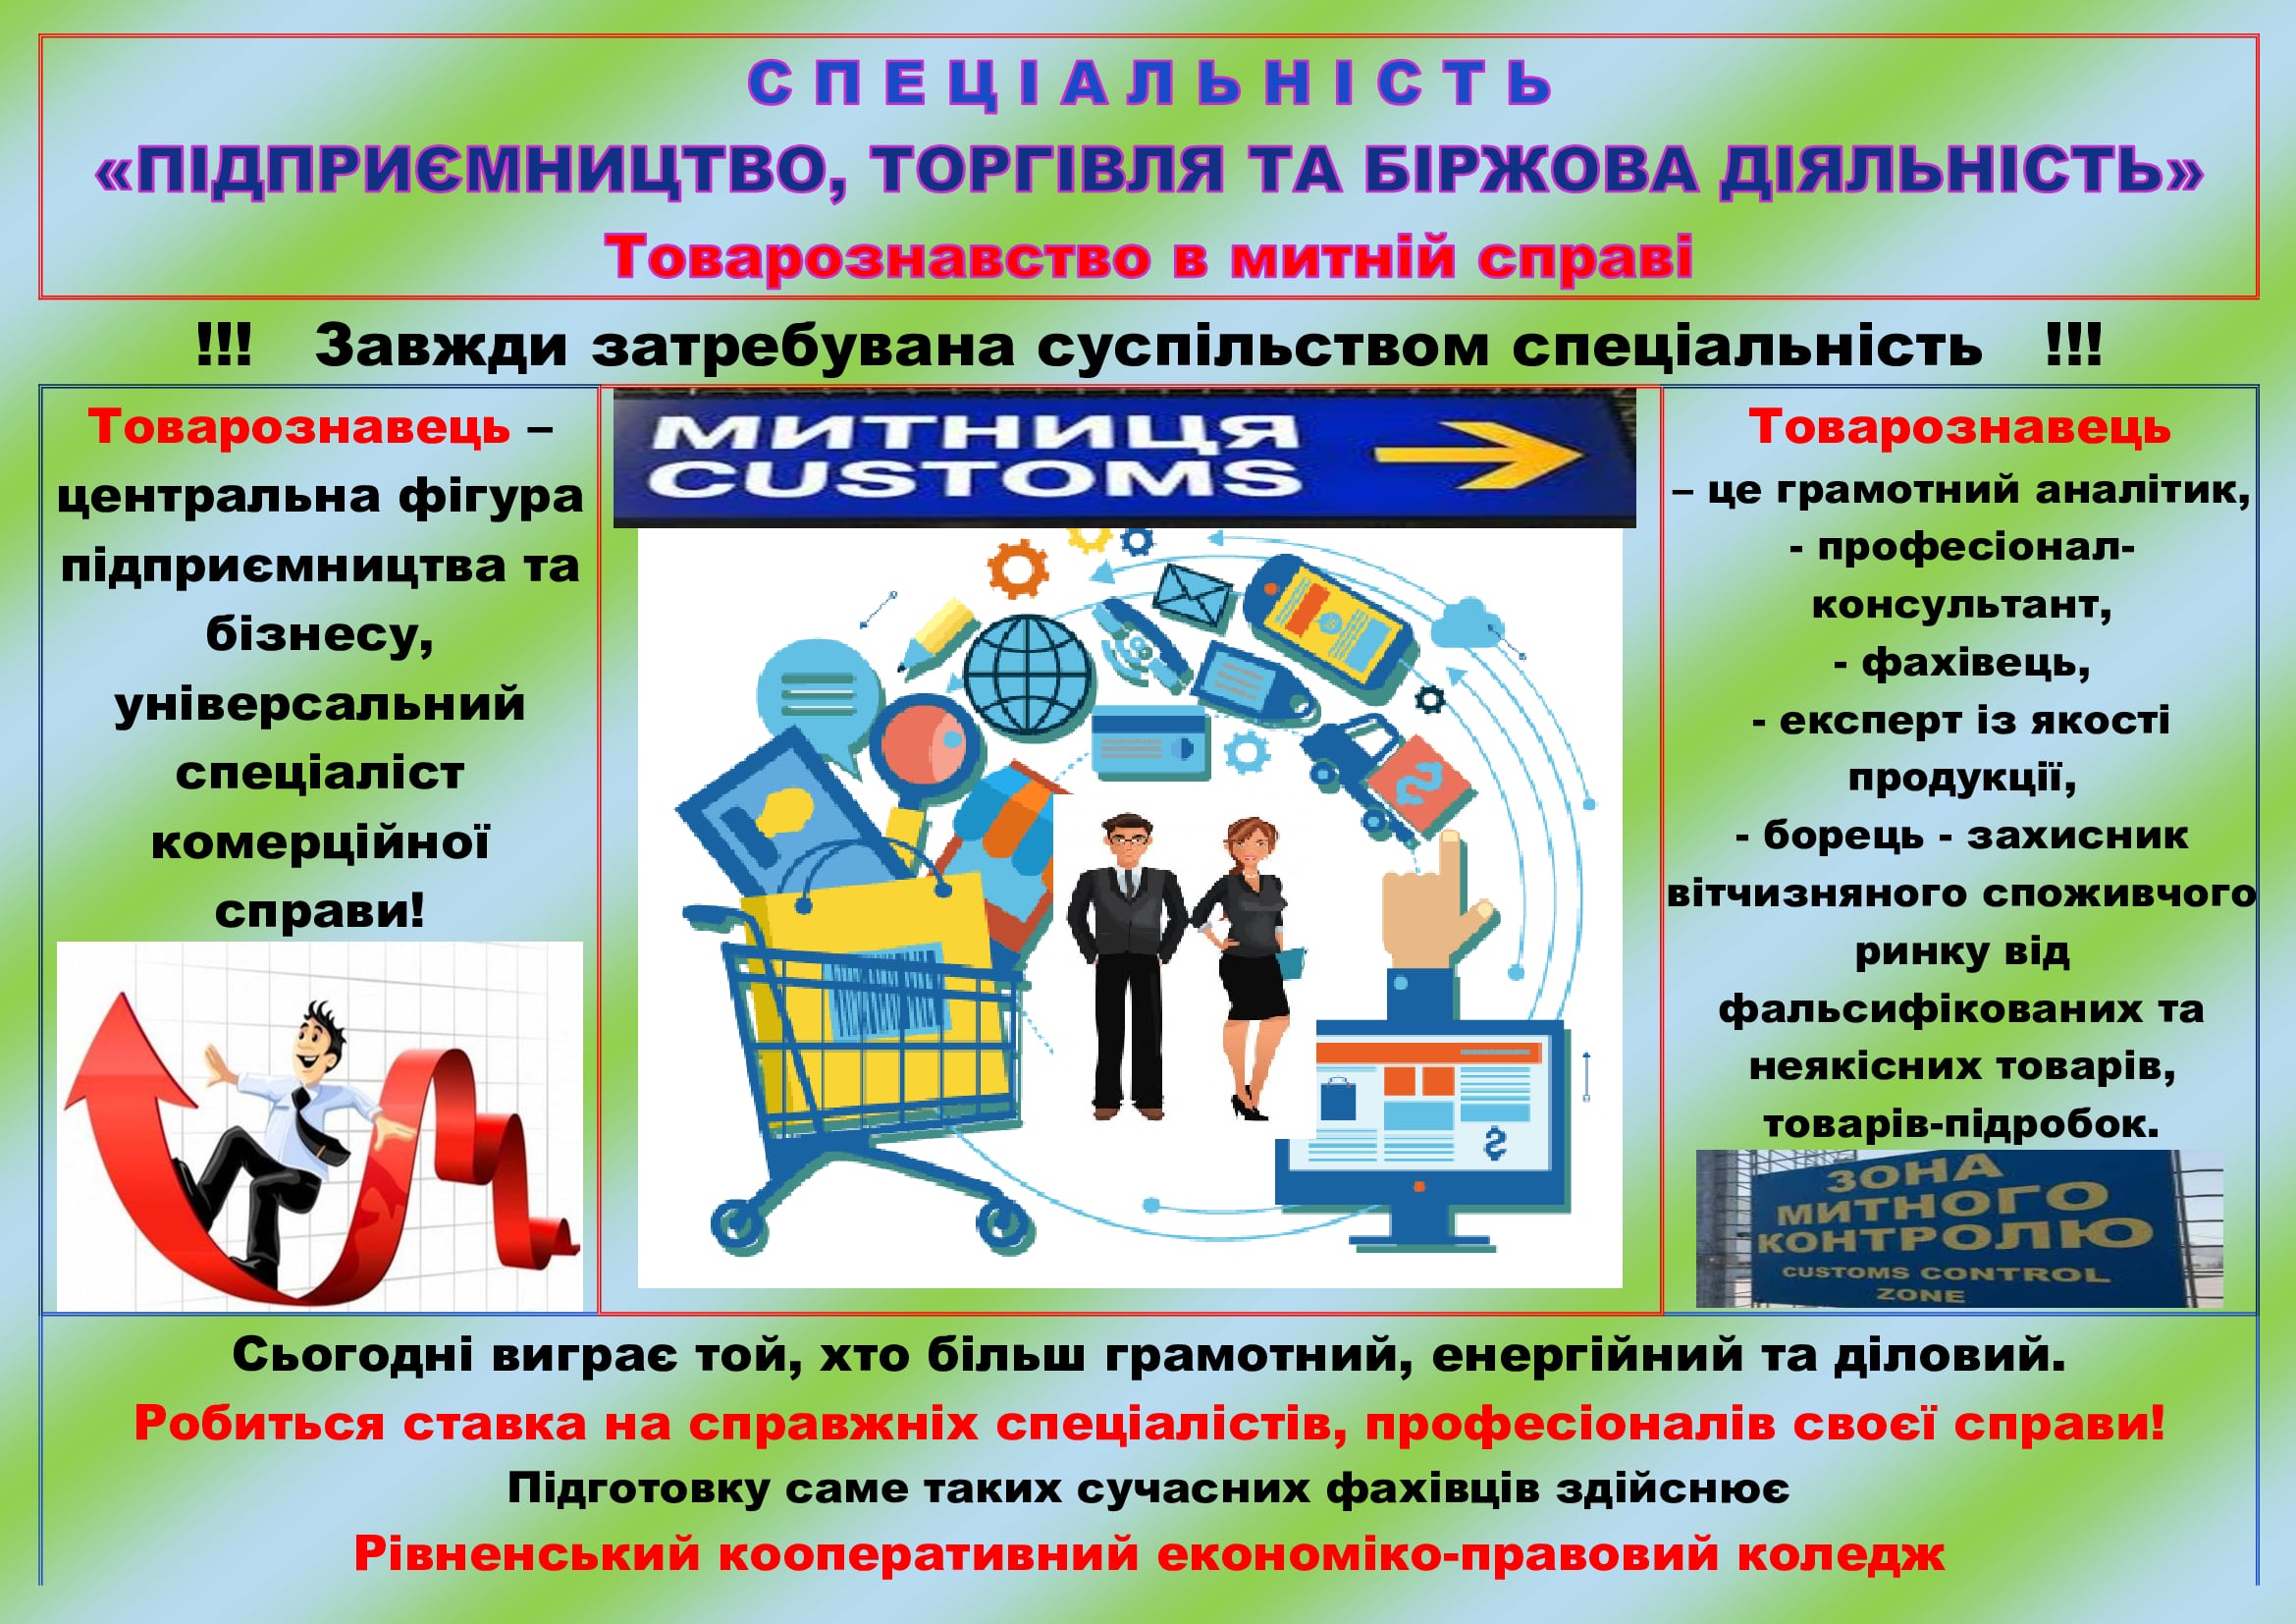 СПЕЦІАЛЬНІСТЬ
«ПІДПРИЄМНИЦТВО, ТОРГІВЛЯ ТА БІРЖОВА ДІЯЛЬНІСТЬ»
Товарознавство в митній справі
!!! Завжди затребувана суспільством спеціальність !!!
Товарознавець –
центральна фігура
підприємництва та
бізнесу,
універсальний
спеціаліст
комерційної
справи!
МИТНИЦЯ
CUSTOMS
Товарознавець
– це грамотний аналітик,
- професіонал-
консультант,
- фахівець,
- експерт із якості
продукції,
- борець - захисник
вітчизняного споживчого
ринку від
фальсифікованих та
неякісних товарів,
товарів-підробок.
ЗОНА
МИТНОГО
КОНТРОЛЮ
CUSTOMS CONTROL
ZONE
Сьогодні виграє той, хто більш грамотний, енергійний та діловий.
Робиться ставка на справжніх спеціалістів, професіоналів своєї справи!
Підготовку саме таких сучасних фахівців здійснює
Рівненський кооперативний економіко-правовий коледж